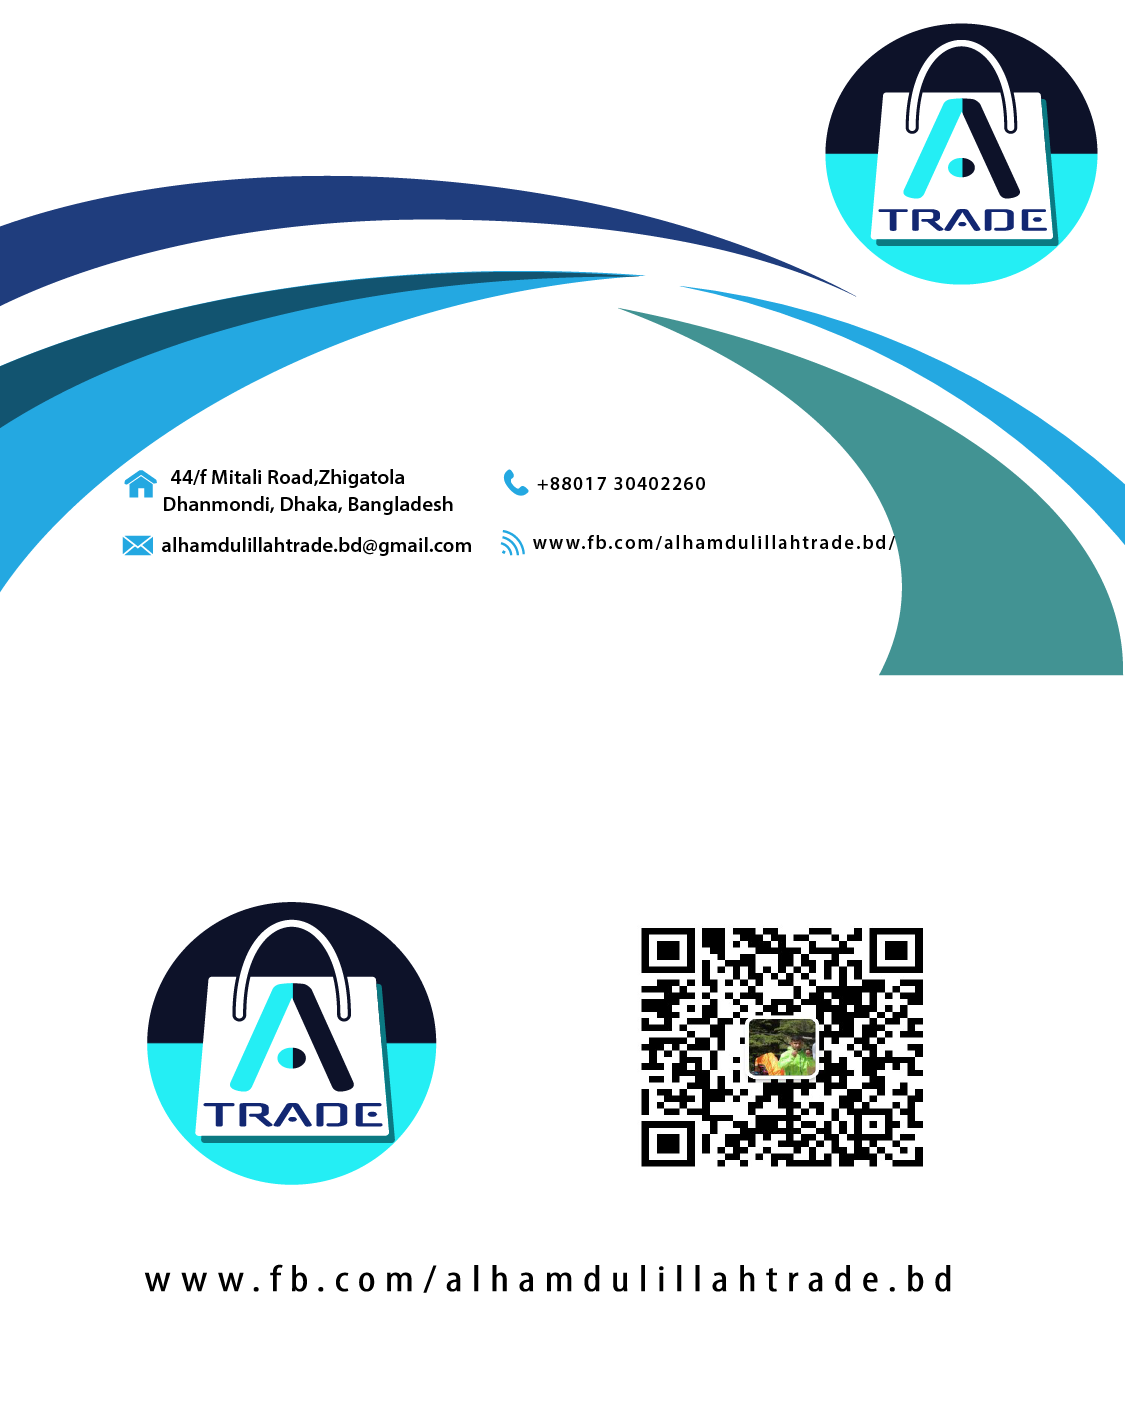 A
TRADE
44/f Mitali Road,Zhigatola
Dhanmondi, Dhaka, Bangladesh
+88017 30402260
alhamdulillahtrade.bd@gmail.com
www.fb.com/alhamdulillahtrade.bd/
A
TRADE
www.fb.com/alhamdulillahtrade.bd